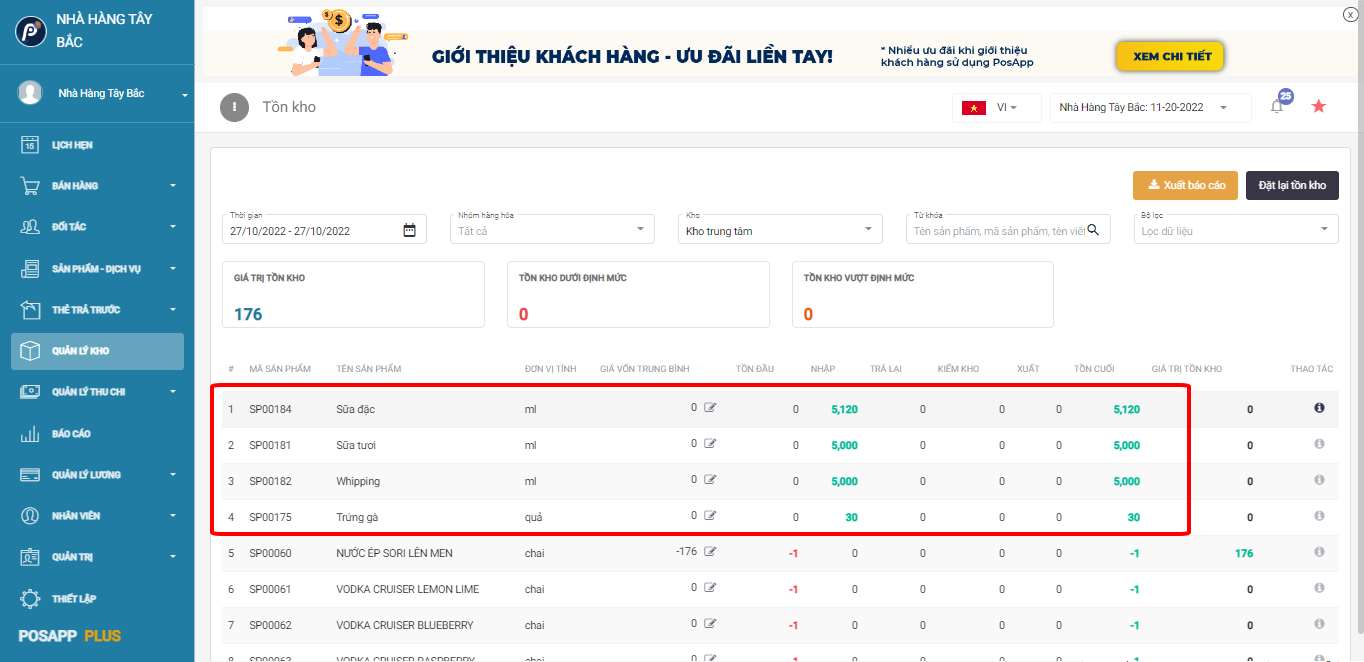 NHÀ HÀNG TÂY
BẮC
Nhà Hàng Tây Bắc
LỊCH HẸN
BÁN HÀNG
ĐỐI TÁC
SẢN PHẨM - DỊCH VỤ
THẺ TRẢ TRƯỚC
QUẢN LÝ KHO
QUẢN LÝ THU CHI
BÁO CÁO
QUẢN LÝ LƯƠNG
NHÂN VIÊN
QUẢN TRỊ
THIẾT LẬP
POSAPP PLUS
GIỚI THIỆU KHÁCH HÀNG - ƯU ĐÃI LIỀN TAY!
* Nhiều ưu đãi khi giới thiệu
khách hàng sử dụng PosApp
XEM CHI TIẾT
Tồn kho
VI
Nhà Hàng Tây Bắc: 11-20-2022
25
Xuất báo cáo
Đặt lại tồn kho
Thời gian
27/10/2022 - 27/10/2022
Nhóm hàng hóa
Tất cả
Kho
Kho trung tâm
Từ khóa
Tên sản phẩm, mã sản phẩm, tên viết
Bộ lọc
Lọc dữ liệu
GIÁ TRỊ TỒN KHO
176
TỒN KHO DƯỚI ĐỊNH MỨC
0
TỒN KHO VƯỢT ĐỊNH MỨC
0
# MÃ SẢN PHẨM TÊN SẢN PHẨM ĐƠN VỊ TÍNH GIÁ VỐN TRUNG BÌNH TỒN ĐẦU NHẬP TRẢ LẠI KIỂM KHO XUẤT TỒN CUỐI GIÁ TRỊ TỒN KHO THAO TÁC
1 SP00184 Sữa đặc ml 0 0 5,120 0 0 0 5,120 0
2 SP00181 Sữa tươi ml 0 0 5,000 0 0 0 5,000 0
3 SP00182 Whipping ml 0 0 5,000 0 0 0 5,000 0
4 SP00175 Trứng gà quả 0 0 30 0 0 0 30 0
5 SP00060 NƯỚC ÉP SORI LÊN MEN chai -176 -1 0 0 0 0 -1 176
6 SP00061 VODKA CRUISER LEMON LIME chai 0 -1 0 0 0 0 -1 0
7 SP00062 VODKA CRUISER BLUEBERRY chai 0 -1 0 0 0 0 -1 0
8 SP00063 VODKA CRUISER RASPBERRY chai 0 -1 0 0 0 0 -1 0